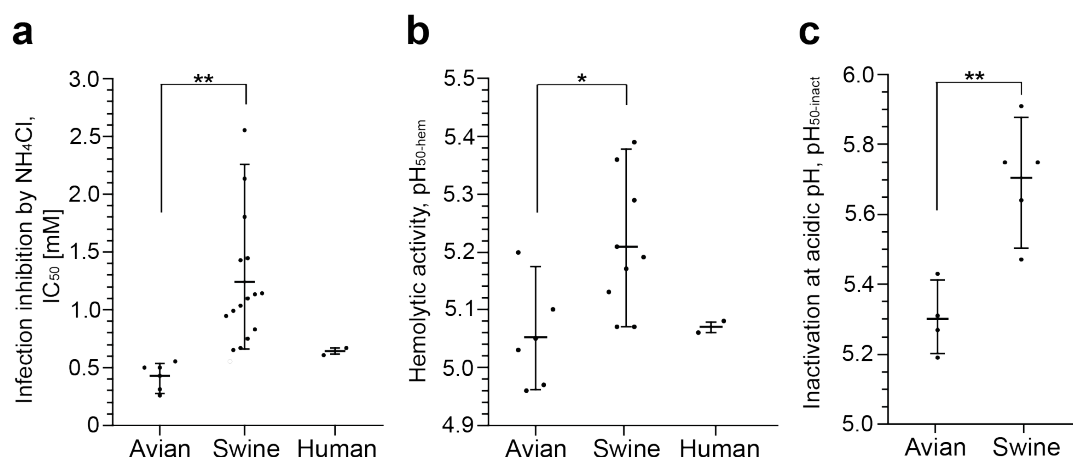 a
Infection inhibition by NH₄Cl,
IC₅₀ [mM]
3.0
2.5
2.0
1.5
1.0
0.5
0
**
Avian Swine Human
b
Hemolytic activity, pH₅₀₋ₕₑₘ
5.5
5.4
5.3
5.2
5.1
5.0
4.9
*
Avian Swine Human
c
Inactivation at acidic pH, pH50-inact
6.0
5.8
5.6
5.4
5.2
5.0
**
Avian Swine